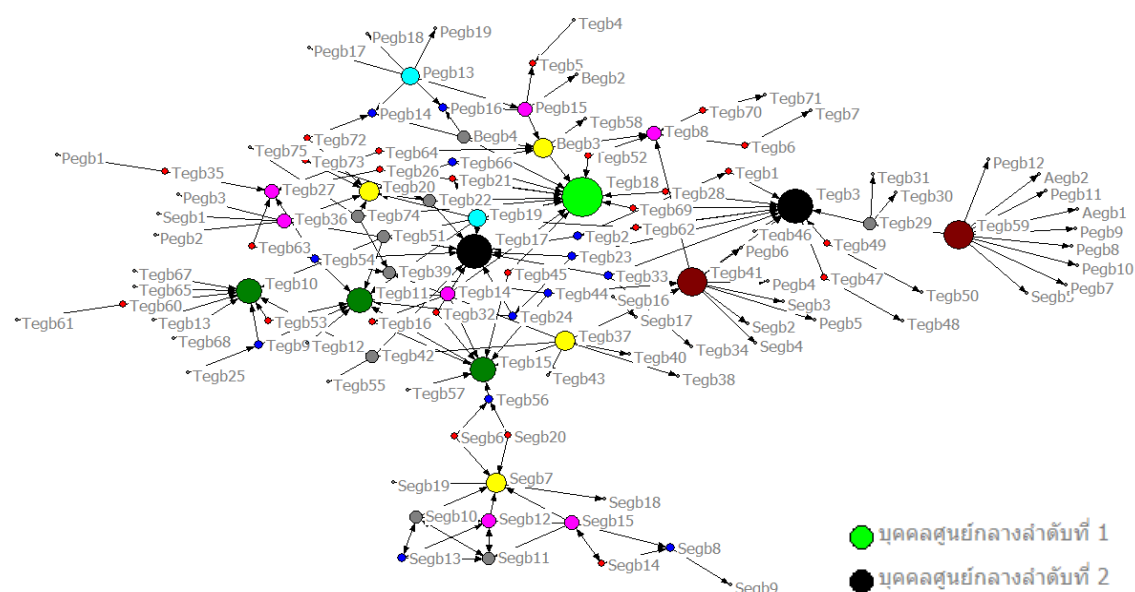 Tegb4
Pegb18
Pegb19
Pegb17
Tegb5
Pegb13
Begb2
Tegb71
Pegb14
Pegb16
Pegb15
Tegb58
Tegb8
Tegb70
Tegb7
Tegb72
Begb4
Begb3
Tegb75
Tegb64
Tegb52
Tegb6
Pegb1
Tegb73
Tegb66
Pegb12
Tegb35
Tegb26
Tegb1
Tegb31
Aegb2
Tegb27
Tegb20
Tegb21
Tegb18
Tegb28
Tegb3
Tegb30
Pegb11
Pegb3
Tegb22
Tegb69
Aegb1
Segb1
Tegb36
Tegb74
Tegb19
Tegb62
Tegb29
Tegb59
Pegb9
Pegb2
Tegb51
Tegb17
Tegb2
Tegb46
Tegb49
Pegb8
Tegb63
Tegb54
Tegb23
Pegb6
Pegb10
Tegb67
Tegb10
Tegb39
Tegb45
Tegb33
Tegb41
Pegb4
Tegb47
Tegb50
Segb5
Pegb7
Tegb65
Tegb11
Tegb14
Tegb44
Segb16
Segb3
Tegb60
Tegb61
Tegb13
Tegb53
Tegb16
Tegb32
Tegb24
Segb17
Segb2
Pegb5
Tegb48
Tegb68
Tegb9
Tegb12
Tegb37
Tegb34
Segb4
Tegb25
Tegb42
Tegb15
Tegb40
Tegb55
Tegb57
Tegb43
Tegb38
Tegb56
Segb6
Segb20
Segb19
Segb7
Segb18
Segb10
Segb12
Segb15
Segb13
Segb11
Segb14
Segb8
Segb9
บุคคลศูนย์กลางลำดับที่ 1
บุคคลศูนย์กลางลำดับที่ 2